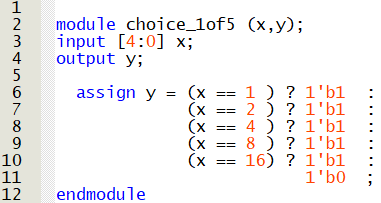 1
2 module choice_1of5 (x,y);
3 input [4:0] x;
4 output y;
5
6 assign y = (x == 1 ) ? 1'b1 :
7 (x == 2 ) ? 1'b1 :
8 (x == 4 ) ? 1'b1 :
9 (x == 8 ) ? 1'b1 :
10 (x == 16) ? 1'b1 :
11 1'b0 ;
12 endmodule